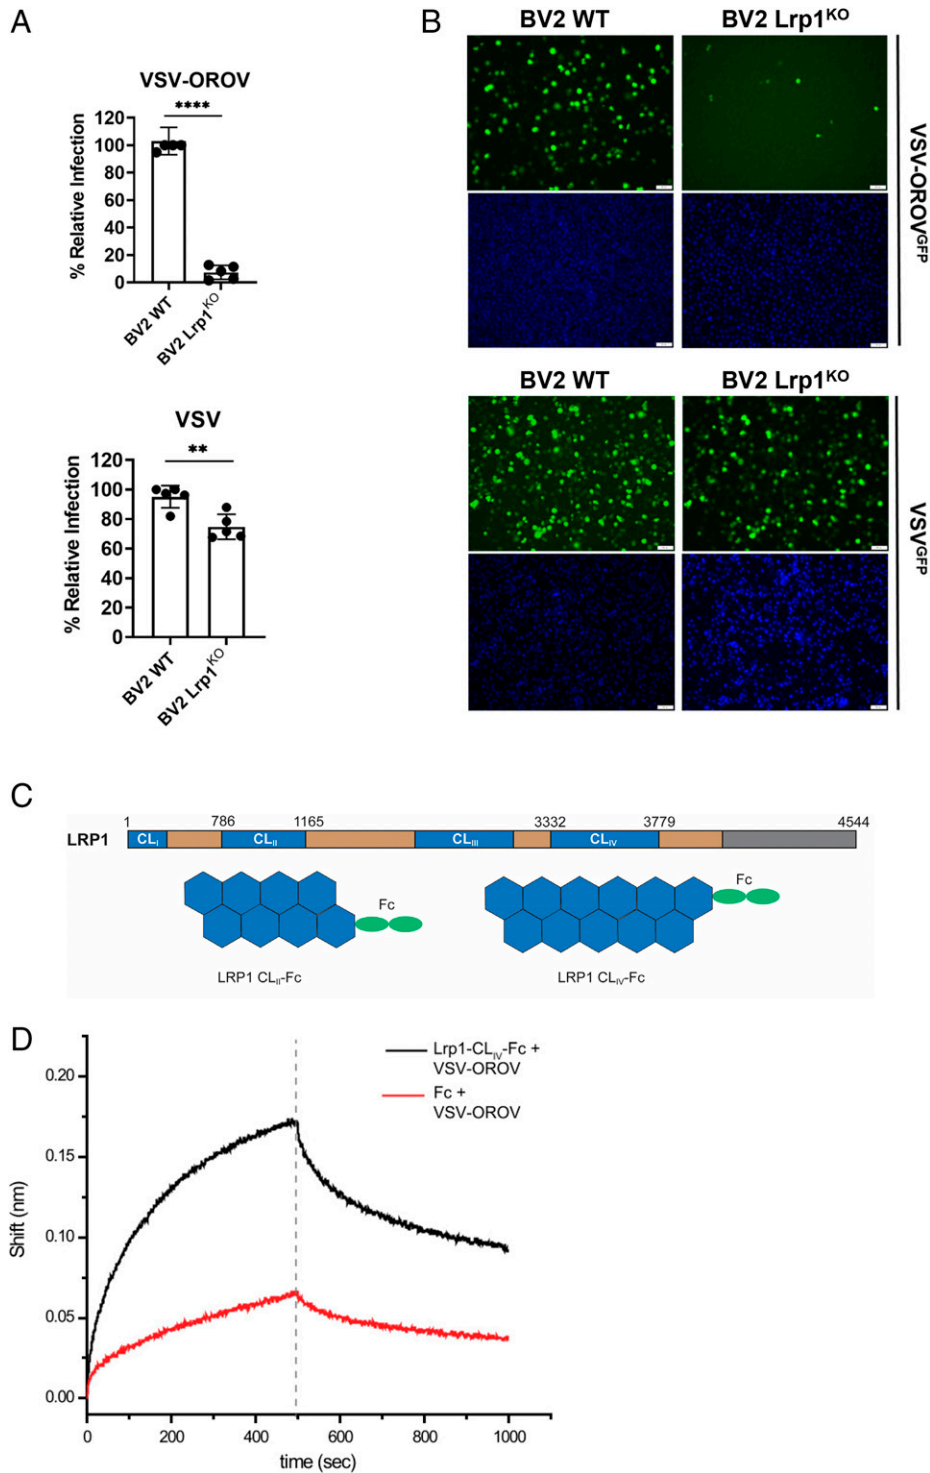 A
VSV-OROV
****
120
100
80
60
40
20
0
% Relative Infection
BV2 WT
BV2 Lrp1KO
VSV
**
120
100
80
60
40
20
0
% Relative Infection
BV2 WT
BV2 Lrp1KO
B
BV2 WT
BV2 Lrp1KO
VSV-OROVGFP
BV2 WT
BV2 Lrp1KO
VSVGFP
C
1 786 1165 3332 3779 4544
LRP1 CLI CLII CLIII CLIV
Fc
Fc
LRP1 CLII-Fc
LRP1 CLIV-Fc
D
Lrp1-CLIV-Fc +
VSV-OROV
Fc +
VSV-OROV
0.20
0.15
0.10
0.05
0.00
Shift (nm)
0 200 400 600 800 1000
time (sec)